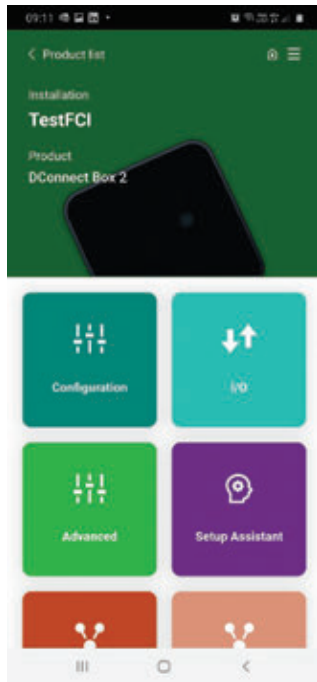 09:11
Product list
Installation
TestFCI
Product
DConnect Box 2
Configuration
I/O
Advanced
Setup Assistant